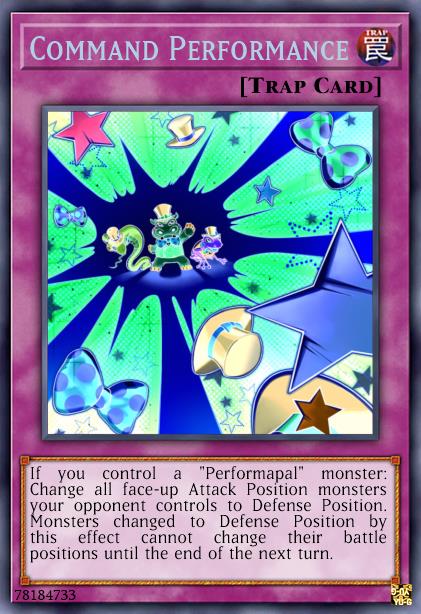 COMMAND PERFORMANCE
TRAP
罠
[TRAP CARD]
If you control a "Performapal" monster:
Change all face-up Attack Position monsters
your opponent controls to Defense Position.
Monsters changed to Defense Position by
this effect cannot change their battle
positions until the end of the next turn.
78184733